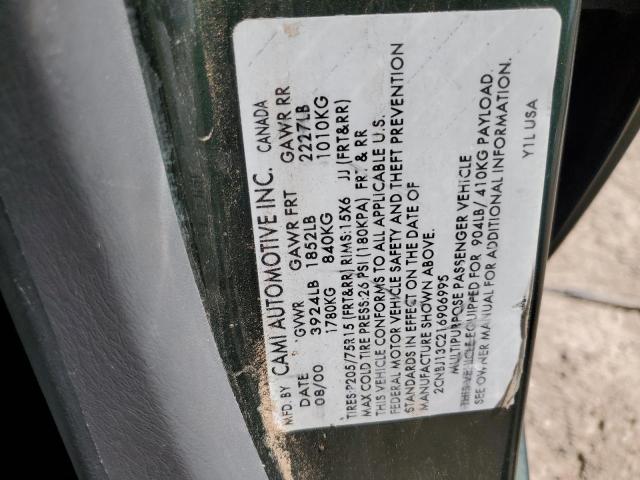 MFD. BY CAMI AUTOMOTIVE INC. CANADA
DATE GVWR GAWR FRT GAWR RR
08/00 3924LB 1852LB 2227LB
1780KG 840KG 1010KG
TIRES:P205/75R15 (FRT&RR) RIMS:15X6 JJ (FRT&RR)
MAX COLD TIRE PRESS:26 PSI (180KPA) FRT & RR
THIS VEHICLE CONFORMS TO ALL APPLICABLE U.S.
FEDERAL MOTOR VEHICLE SAFETY AND THEFT PREVENTION
STANDARDS IN EFFECT ON THE DATE OF
MANUFACTURE SHOWN ABOVE.
2CNBJ13C216906995
MULTIPURPOSE PASSENGER VEHICLE
THIS VEHICLE EQUIPPED FOR 904LB/ 410KG PAYLOAD.
SEE OWNER MANUAL FOR ADDITIONAL INFORMATION.
Y1L USA